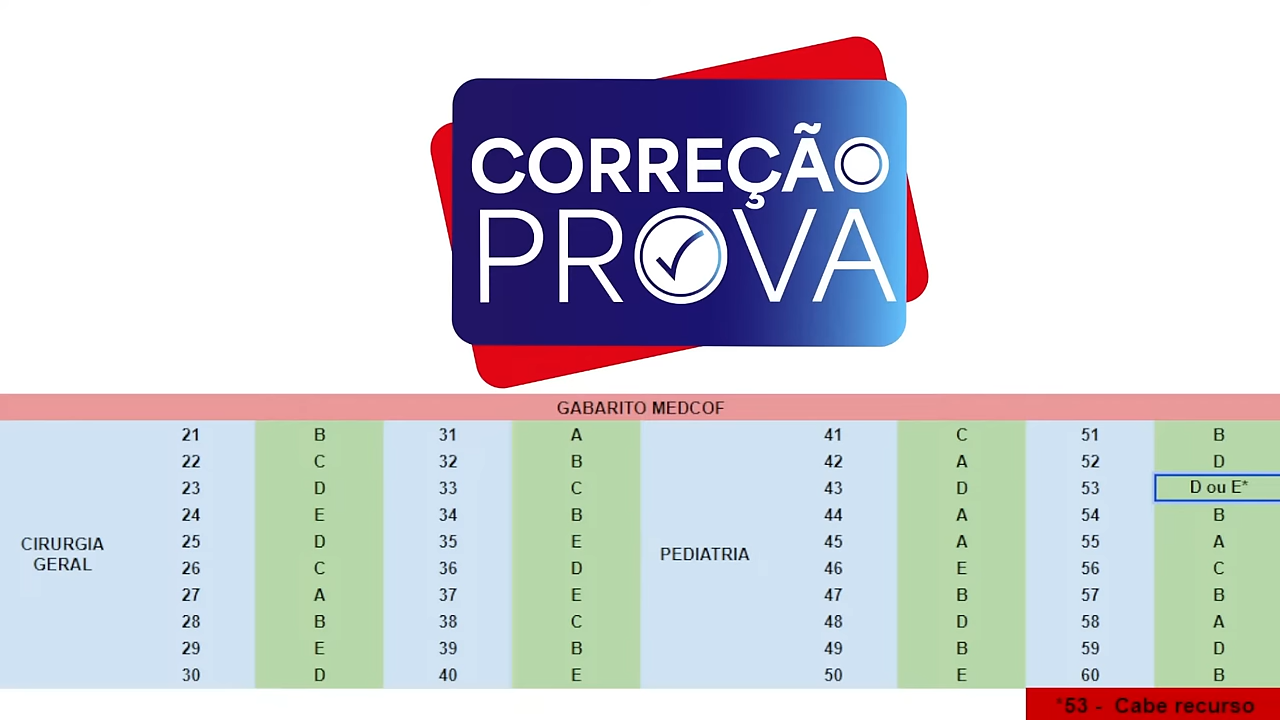 CORREÇÃO
PROVA
GABARITO MEDCOF
21 B 31 A 41 C 51 B
22 C 32 B 42 A 52 D
23 D 33 C 43 D 53 D ou E*
24 E 34 B 44 A 54 B
CIRURGIA GERAL 25 D 35 E PEDIATRIA 45 A 55 A
26 C 36 D 46 E 56 C
27 A 37 E 47 B 57 B
28 B 38 C 48 D 58 A
29 E 39 B 49 B 59 D
30 D 40 E 50 E 60 B
*53 - Cabe recurso